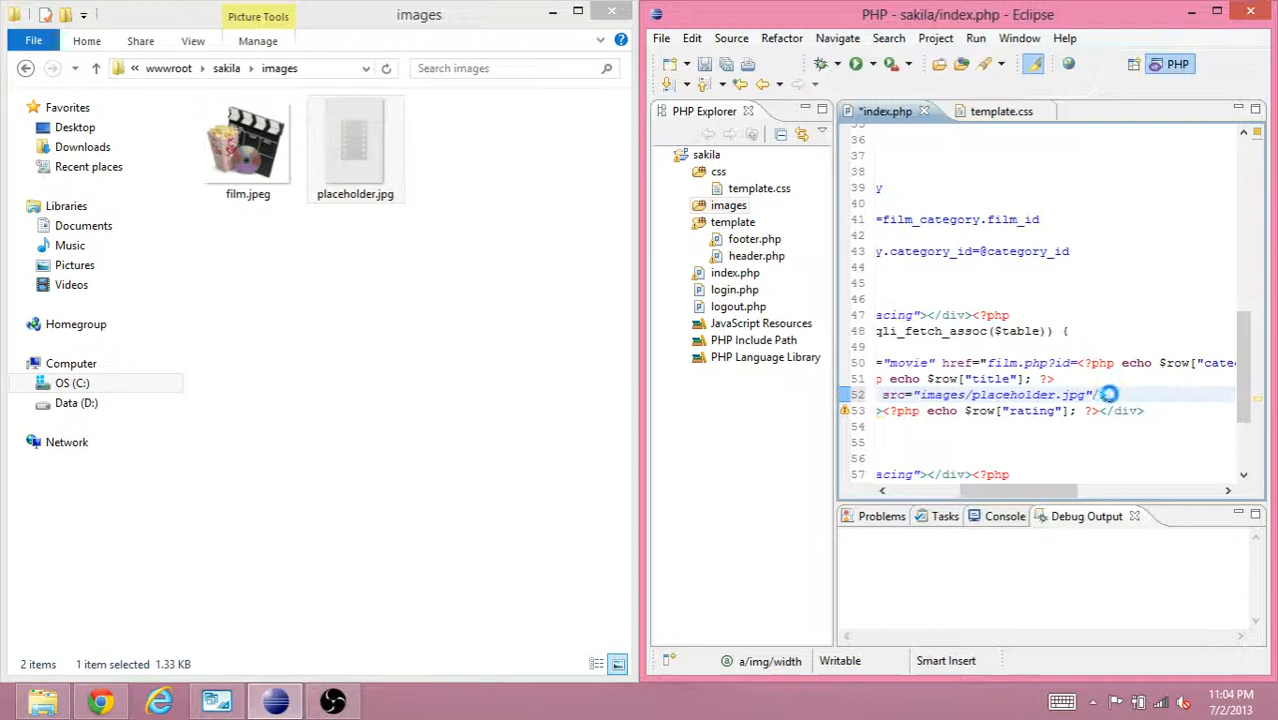 Picture Tools
images
File
Home
Share
View
Manage
wwwroot
sakila
images
Search images
Favorites
Desktop
Downloads
Recent places
Libraries
Documents
Music
Pictures
Videos
Homegroup
Computer
OS (C:)
Data (D:)
Network
film.jpeg
placeholder.jpg
2 items
1 item selected 1.33 KB
PHP - sakila/index.php - Eclipse
File Edit Source Refactor Navigate Search Project Run Window Help
PHP
PHP Explorer
sakila
css
template.css
images
template
footer.php
header.php
index.php
login.php
logout.php
JavaScript Resources
PHP Include Path
PHP Language Library
*index.php
template.css
36
37
38
39 y
40
41 =film_category.film_id
42
43 y.category_id=@category_id
44
45
46
47 acing"></div><?php
48 qli_fetch_assoc($table)) {
49
50 ="movie" href="film.php?id=<?php echo $row["cate
51 p echo $row["title"]; ?>
52 src="images/placeholder.jpg"/
53 ><?php echo $row["rating"]; ?></div>
54
55
56
57 acing"></div><?php
Problems
Tasks
Console
Debug Output
a/img/width
Writable
Smart Insert
11:04 PM
7/2/2013